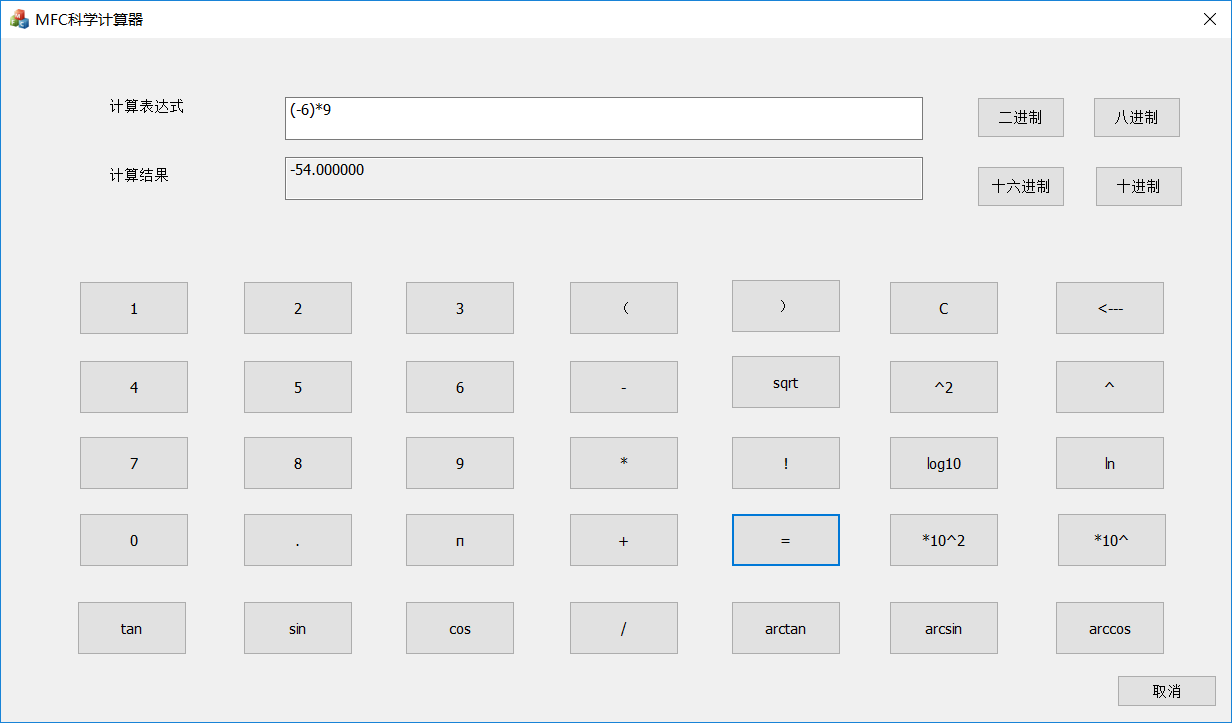 MFC科学计算器
计算表达式
(-6)*9
二进制
八进制
计算结果
-54.000000
十六进制
十进制
1
2
3
（
）
C
<---
4
5
6
-
sqrt
^2
^
7
8
9
*
!
log10
ln
0
.
п
+
=
*10^2
*10^
tan
sin
cos
/
arctan
arcsin
arccos
取消